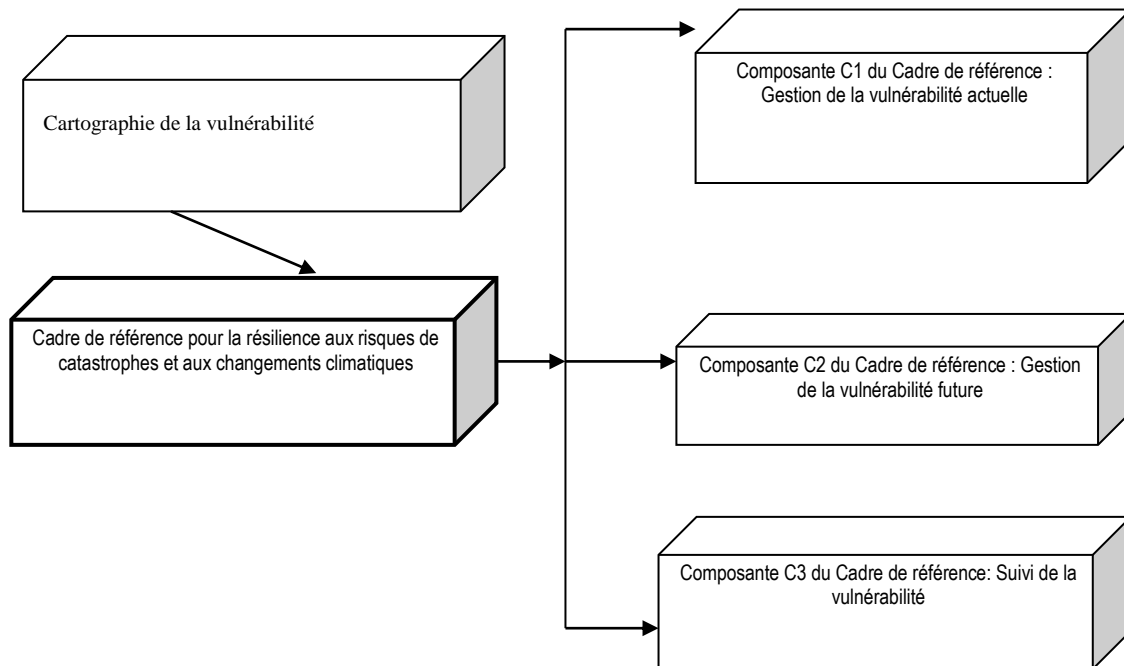 Cartographie de la vulnérabilité
Cadre de référence pour la résilience aux risques de
catastrophes et aux changements climatiques
Composante C1 du Cadre de référence :
Gestion de la vulnérabilité actuelle
Composante C2 du Cadre de référence : Gestion
de la vulnérabilité future
Composante C3 du Cadre de référence: Suivi de la
vulnérabilité